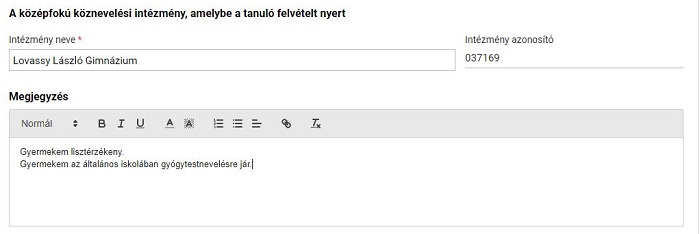 A középfokú köznevelési intézmény, amelybe a tanuló felvételt nyert
Intézmény neve *
Intézmény azonosító
Lovassy László Gimnázium
037169
Megjegyzés
Normál B I U A A Tx
Gyermekem lisztérzékeny.
Gyermekem az általános iskolában gyógytestnevelésre jár.